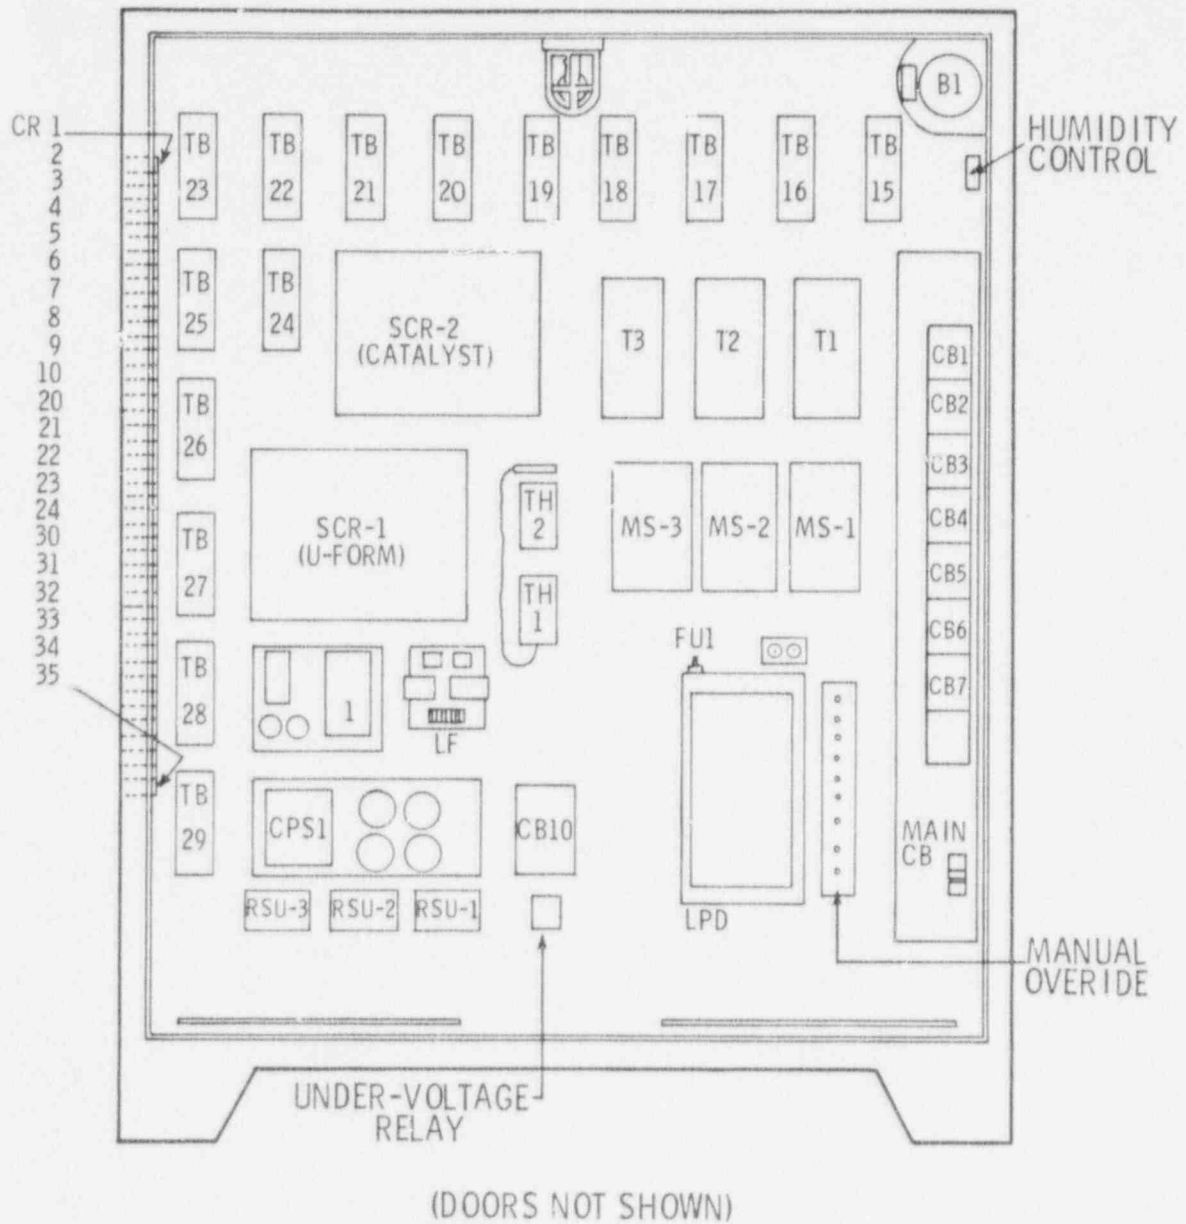 B1
HUMIDITY
CONTROL
CR 1
2
3
4
5
6
7
8
9
10
20
21
22
23
24
30
31
32
33
34
35
TB
23
TB
22
TB
21
TB
20
TB
19
TB
18
TB
17
TB
16
TB
15
TB
25
TB
24
SCR-2
(CATALYST)
T3
T2
T1
CB1
CB2
CB3
CB4
CB5
CB6
CB7
TB
26
SCR-1
(U-FORM)
TH
2
TH
1
MS-3
MS-2
MS-1
TB
27
TB
28
1
LF
FU1
TB
29
CPS1
CB10
MAIN
CB
RSU-3
RSU-2
RSU-1
LPD
MANUAL
OVERIDE
UNDER-VOLTAGE
RELAY
(DOORS NOT SHOWN)